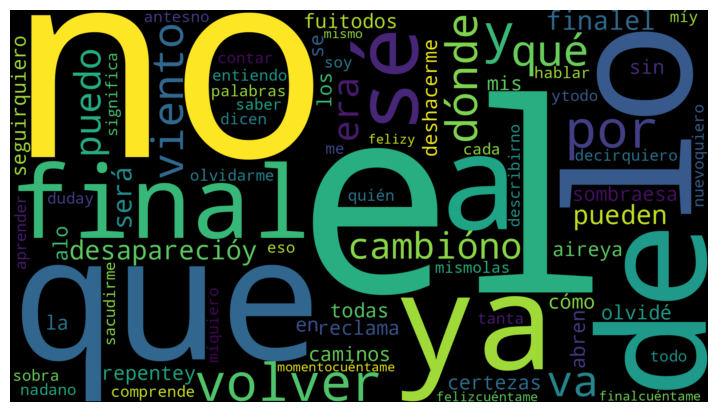 no
que
el
final
ya
de
lo
sé
a
y
qué
por
va
volver
viento
puedo
dónde
era
será
cambióno
desaparecióy
pueden
finalel
fuitodos
antesno
los
se
mismo
soy
me
mis
míy
sin
hablar
ytodo
decirquiero
nuevoquiero
sombraesa
describirno
deshacerme
cada
felizy
quién
contar
entiendo
palabras
saber
dicen
significa
seguirquiero
aprender
duday
olvidarme
alo
eso
mismolas
aireya
cómo
olvidé
abren
todo
tanta
certezas
felizcuéntame
finalcuéntame
momentocuéntame
todas
reclama
en
caminos
repentey
comprende
míquiero
sacudirme
la
sobra
nadano